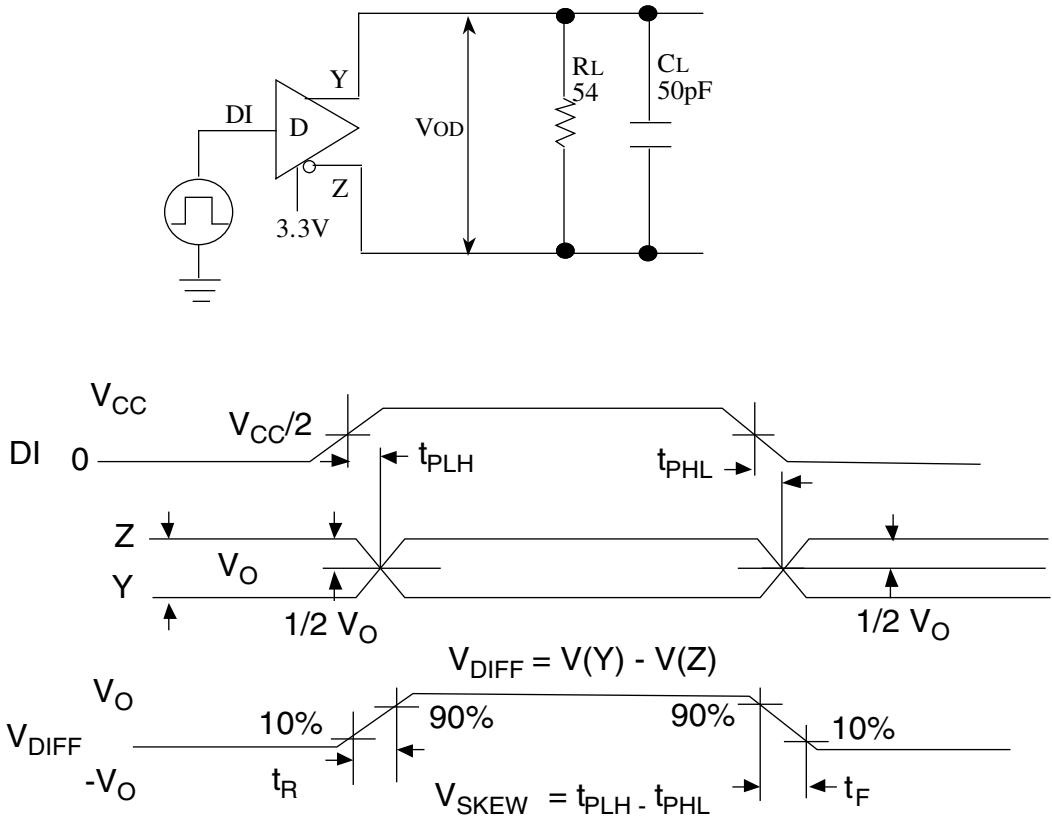 Y
DI
D
Z
3.3V
VOD
RL
54
CL
50pF
VCC
VCC/2
DI 0
tPLH
tPHL
Z
VO
Y
1/2 VO
1/2 VO
VDIFF = V(Y) - V(Z)
VO
10%
90%
90%
10%
VDIFF
-VO
tR
tF
VSKEW = tPLH - tPHL